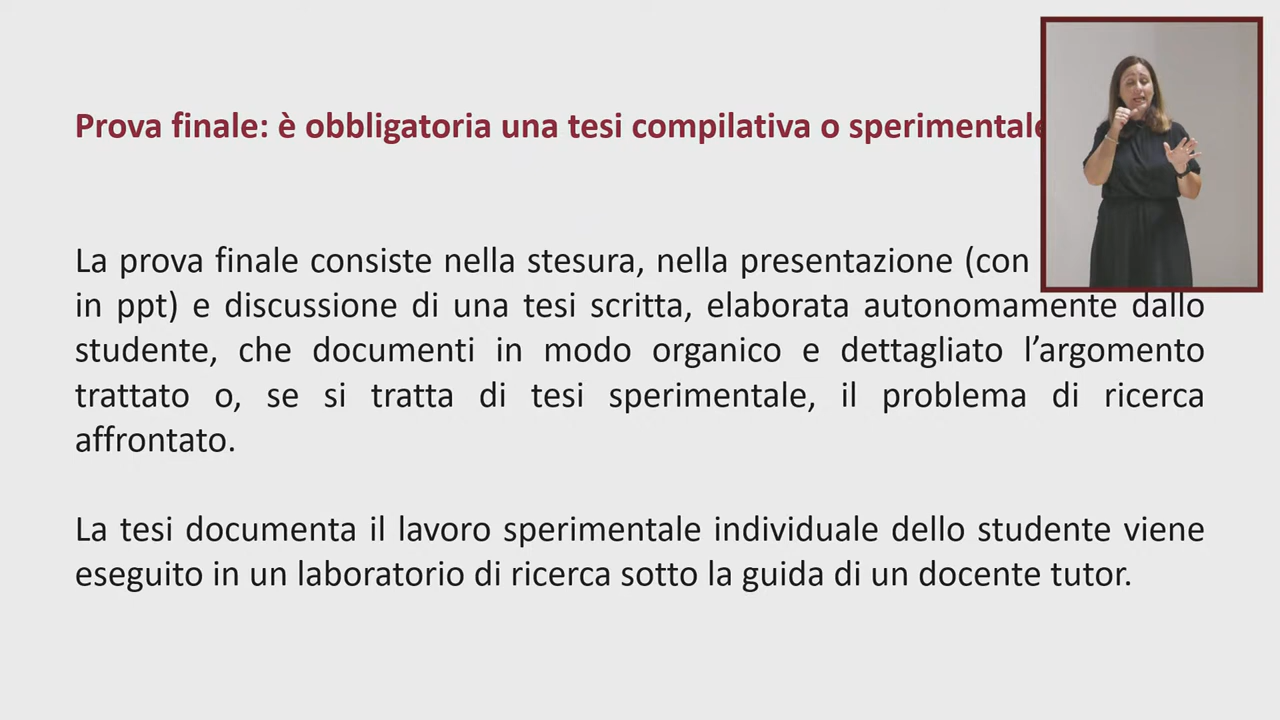 Prova finale: è obbligatoria una tesi compilativa o sperimentale
La prova finale consiste nella stesura, nella presentazione (con
in ppt) e discussione di una tesi scritta, elaborata autonomamente dallo
studente, che documenti in modo organico e dettagliato l’argomento
trattato o, se si tratta di tesi sperimentale, il problema di ricerca
affrontato.
La tesi documenta il lavoro sperimentale individuale dello studente viene
eseguito in un laboratorio di ricerca sotto la guida di un docente tutor.